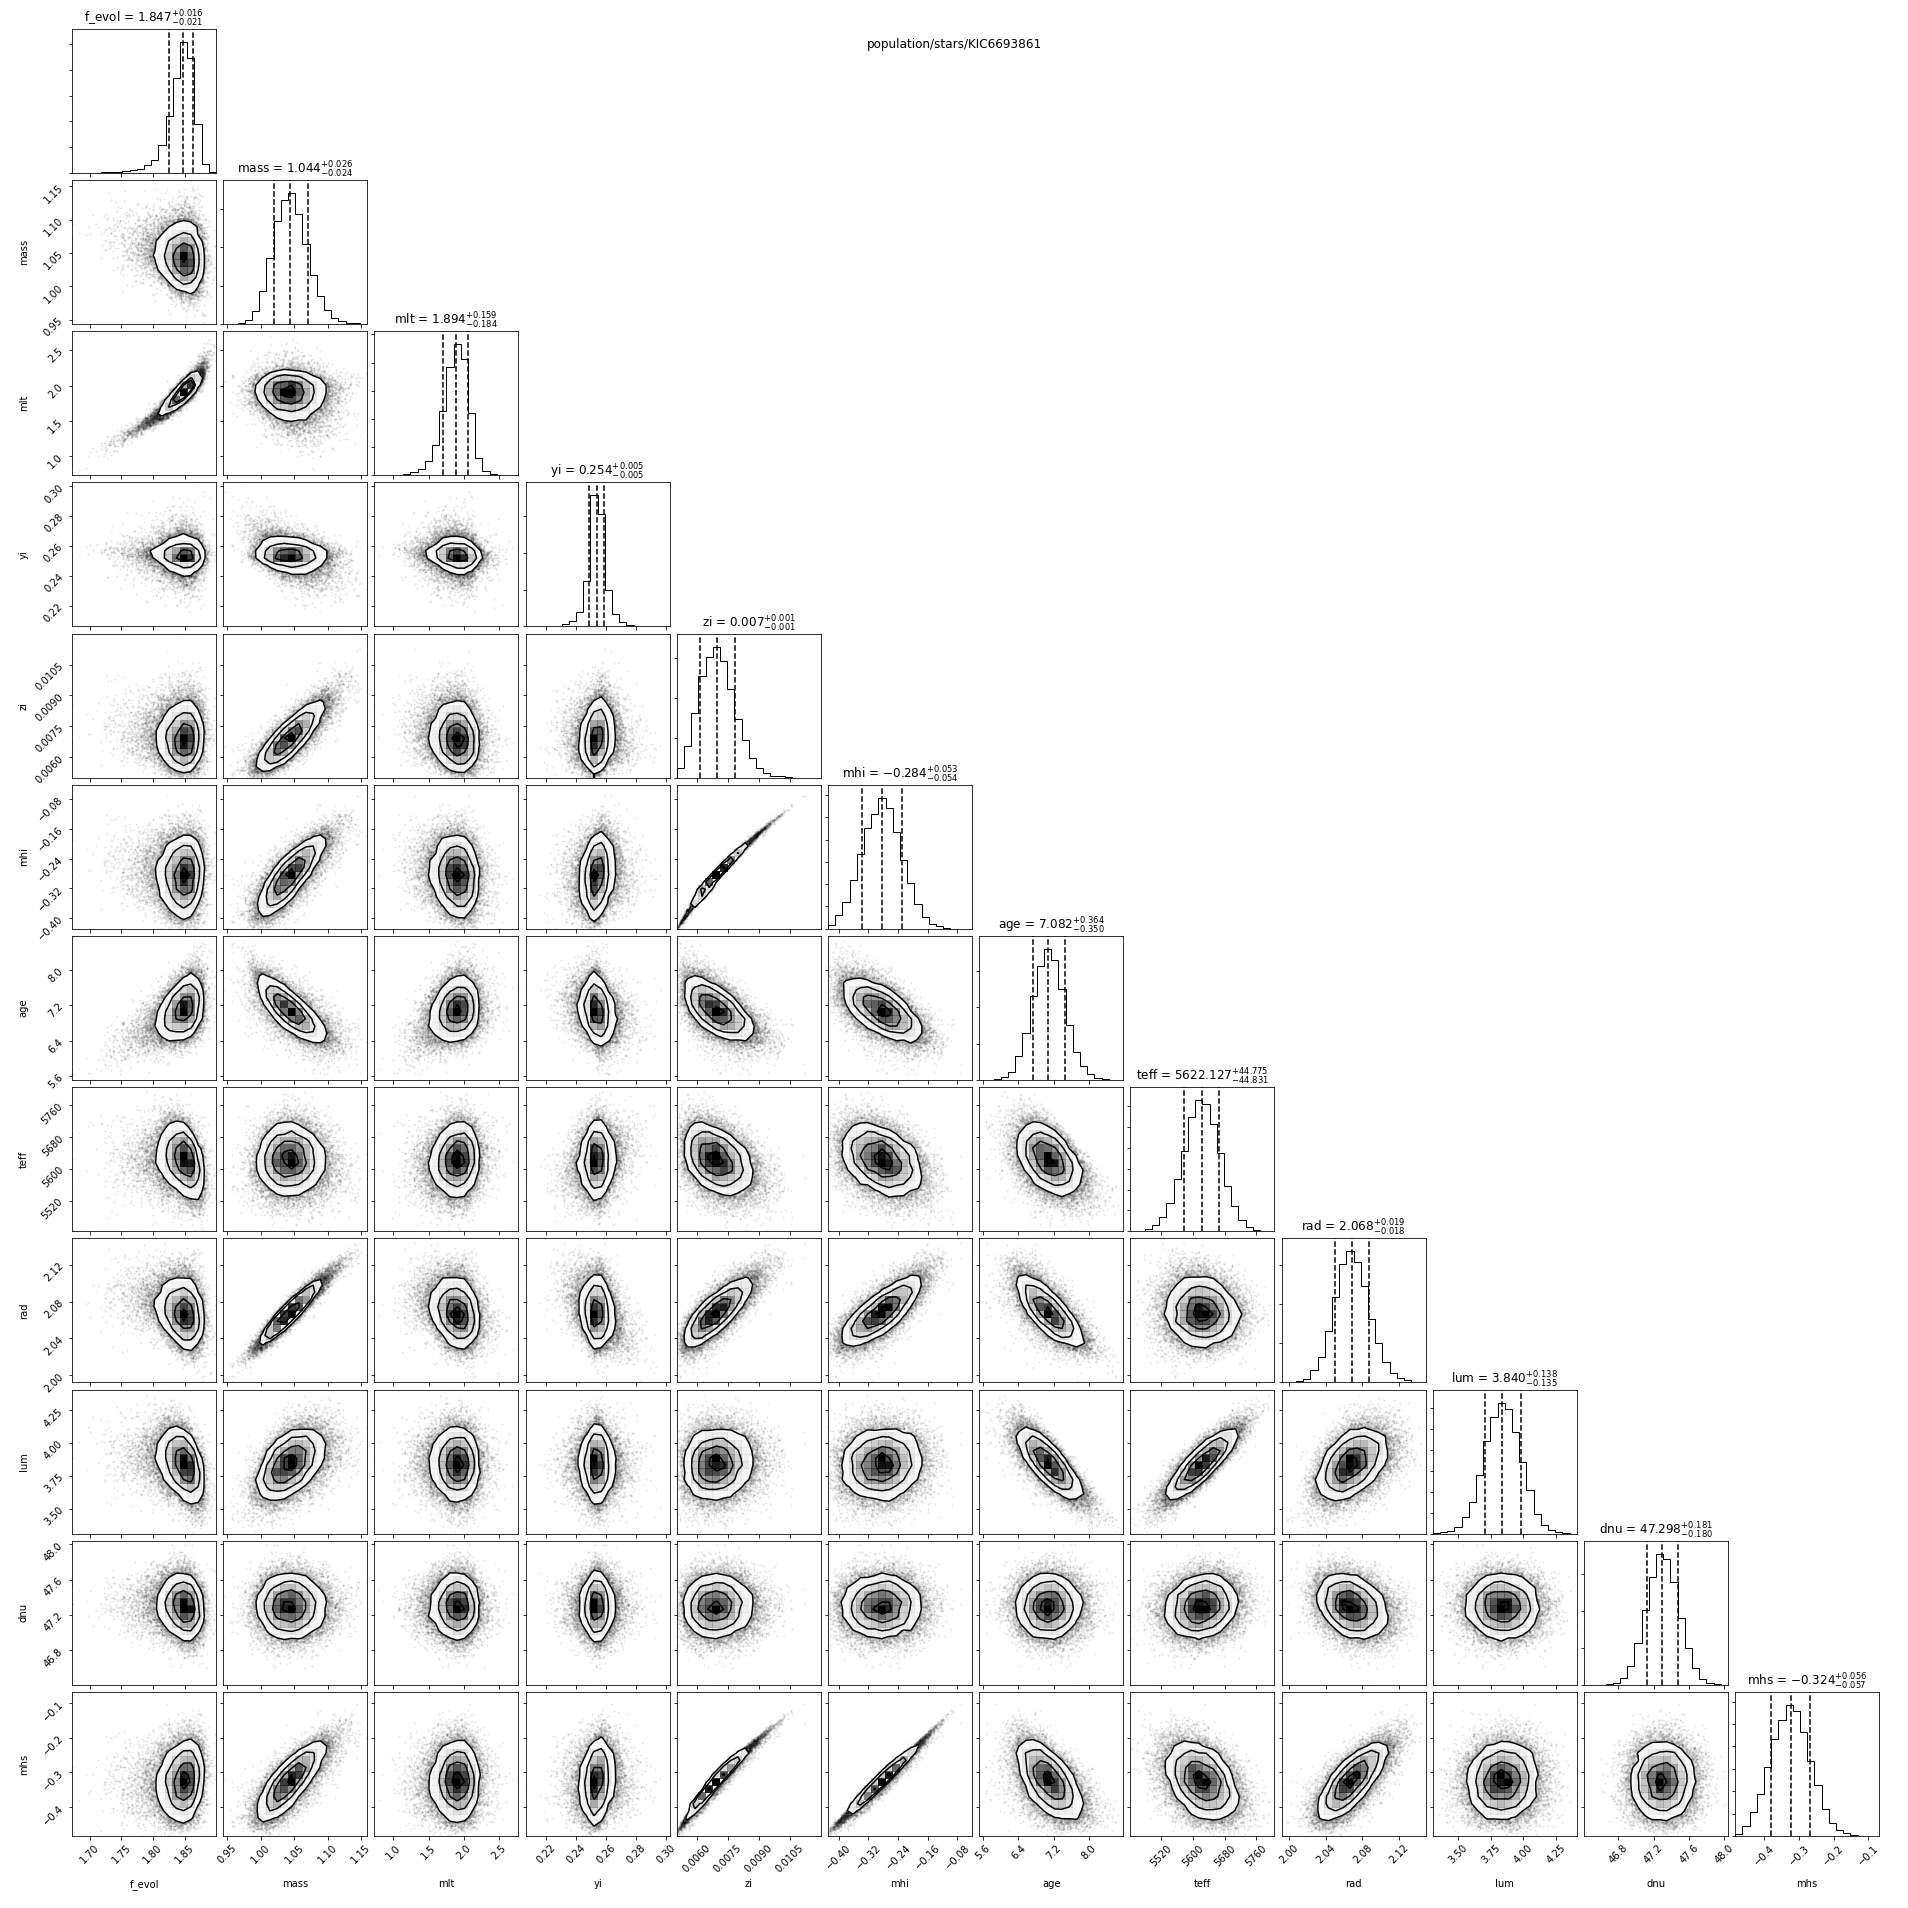 f_evol = 1.847+0.016−0.021
population/stars/KIC6693861
mass = 1.044+0.026−0.024
mass
1.15
1.10
1.05
1.00
0.95
mlt = 1.894+0.159−0.184
mlt
2.5
2.0
1.5
1.0
yi = 0.254+0.005−0.005
yi
0.30
0.28
0.26
0.24
0.22
zi = 0.007+0.001−0.001
zi
0.0105
0.0090
0.0075
0.0060
mhi = −0.284+0.053−0.054
mhi
−0.08
−0.16
−0.24
−0.32
−0.40
age = 7.082+0.364−0.350
age
8.0
7.2
6.4
5.6
teff = 5622.127+44.775−44.831
teff
5760
5680
5600
5520
rad = 2.068+0.019−0.018
rad
2.12
2.08
2.04
2.00
lum = 3.840+0.138−0.135
lum
4.25
4.00
3.75
3.50
dnu = 47.298+0.181−0.180
dnu
48.0
47.6
47.2
46.8
mhs = −0.324+0.056−0.057
mhs
−0.1
−0.2
−0.3
−0.4
1.70 1.75 1.80 1.85 0.95 1.00 1.05 1.10 1.15 1.0 1.5 2.0 2.5 0.22 0.24 0.26 0.28 0.30 0.0060 0.0075 0.0090 0.0105 −0.40 −0.32 −0.24 −0.16 −0.08 5.6 6.4 7.2 8.0 5520 5600 5680 5760 2.00 2.04 2.08 2.12 3.50 3.75 4.00 4.25 46.8 47.2 47.6 48.0 −0.4 −0.3 −0.2 −0.1
f_evol mass mlt yi zi mhi age teff rad lum dnu mhs